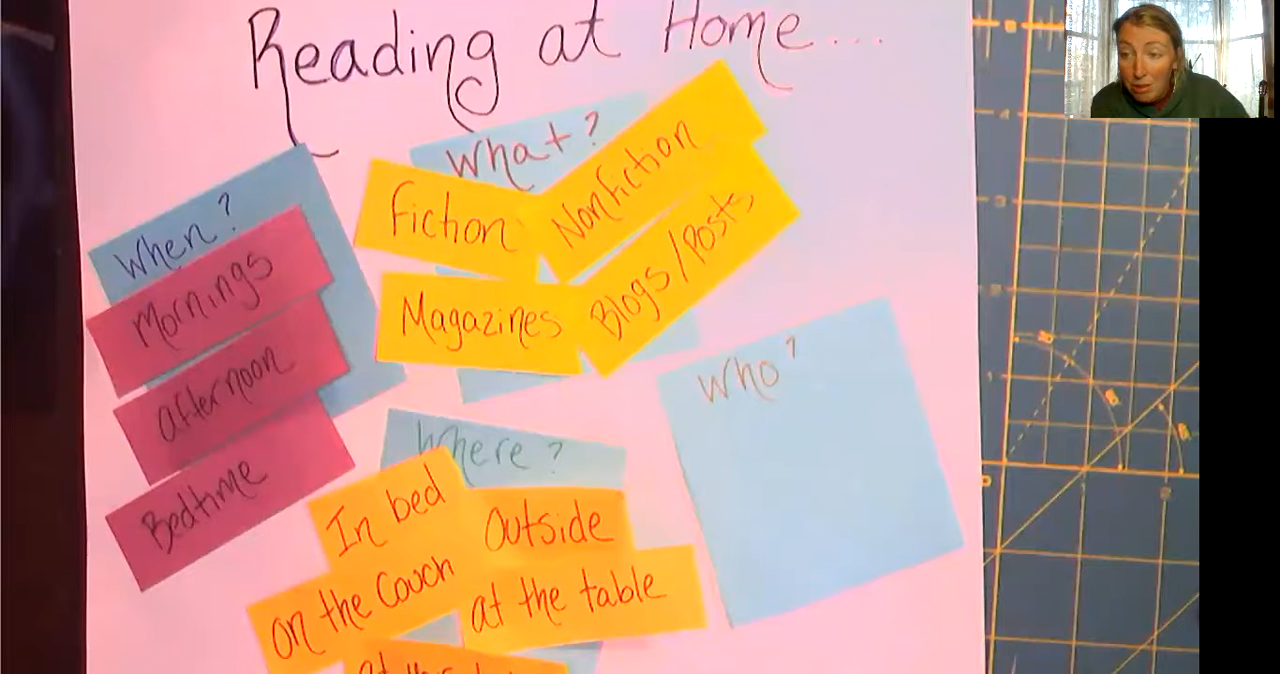 Reading at Home...
When?
Mornings
afternoon
Bedtime
What?
fiction
Nonfiction
Magazines
Blogs/Posts
Where?
In bed
Outside
on the Couch
at the table
Who?